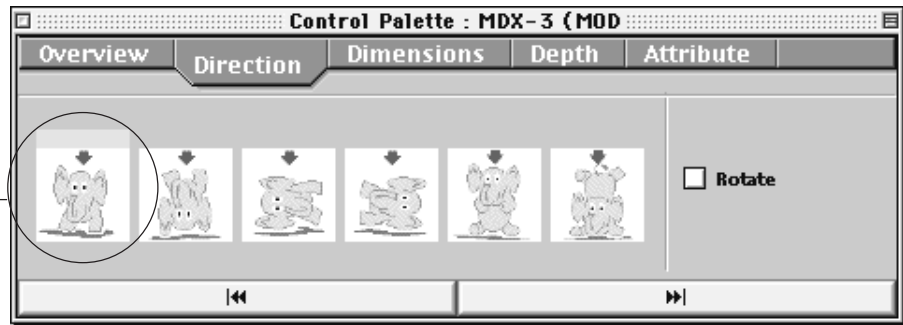 Control Palette : MDX-3 (MOD
Overview Direction Dimensions Depth Attribute
Rotate